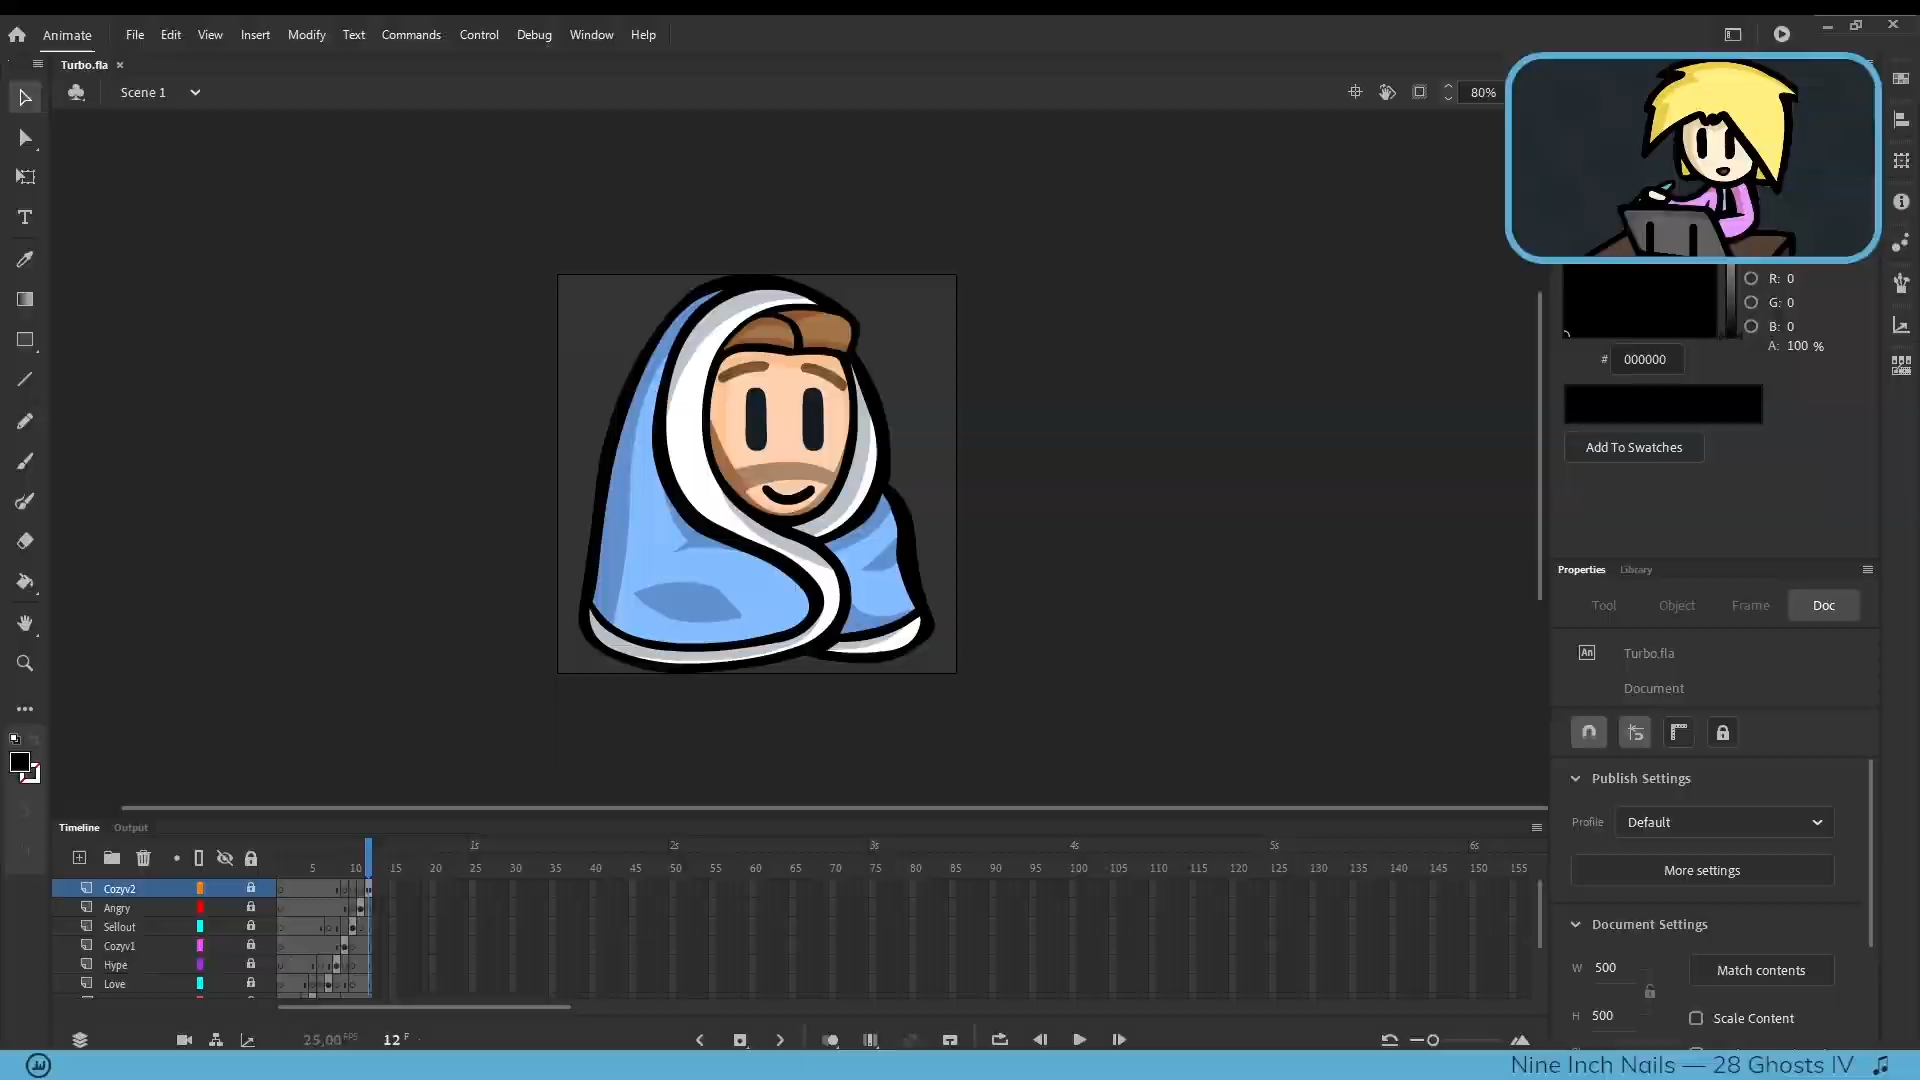 Animate File Edit View Insert Modify Text Commands Control Debug Window Help
Turbo.fla ×
Scene 1 80%
R: 0
G: 0
B: 0
A: 100 %
# 000000
Add To Swatches
Properties Library
Tool Object Frame Doc
An Turbo.fla
Document
Publish Settings
Profile Default
More settings
Document Settings
W 500 Match contents
H 500 Scale Content
Timeline Output
1s 2s 3s 4s 5s 6s
5 10 15 20 25 30 35 40 45 50 55 60 65 70 75 80 85 90 95 100 105 110 115 120 125 130 135 140 145 150 155
Cozyv2
Angry
Sellout
Cozyv1
Hype
Love
25,00 FPS 12 F
Nine Inch Nails — 28 Ghosts IV